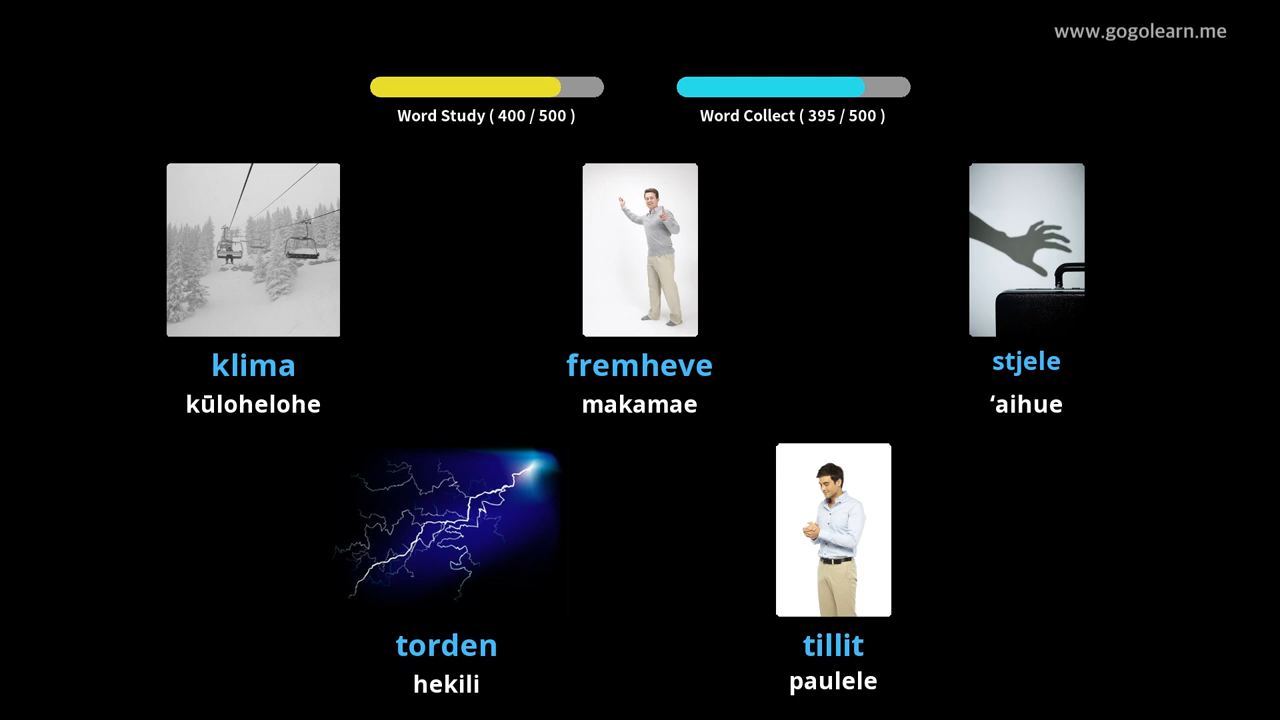 www.gogolearn.me
Word Study ( 400 / 500 )
Word Collect ( 395 / 500 )
klima
kūlohelohe
fremheve
makamae
stjele
ʻaihue
torden
hekili
tillit
paulele